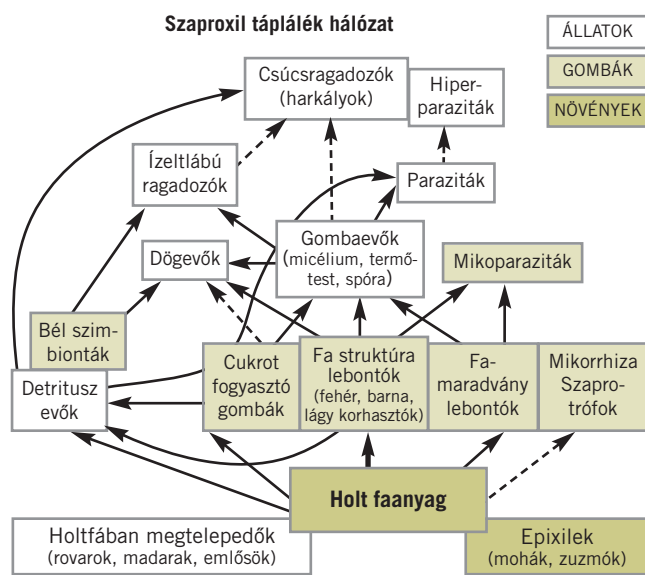 Szaproxil táplálék hálózat
ÁLLATOK
GOMBÁK
NÖVÉNYEK
Csúcsragadozók
(harkályok)
Hiper-
paraziták
Ízeltlábú
ragadozók
Paraziták
Gombaevők
(micélium, termő-
test, spóra)
Dögevők
Mikoparaziták
Bél szim-
bionták
Detritusz
evők
Cukrot
fogyasztó
gombák
Fa struktúra
lebontók
(fehér, barna,
lágy korhasztók)
Fa-
maradvány
lebontók
Mikorrhiza
Szapro-
trófok
Holt faanyag
Holtfában megtelepedők
(rovarok, madarak, emlősök)
Epixilek
(mohák, zuzmók)